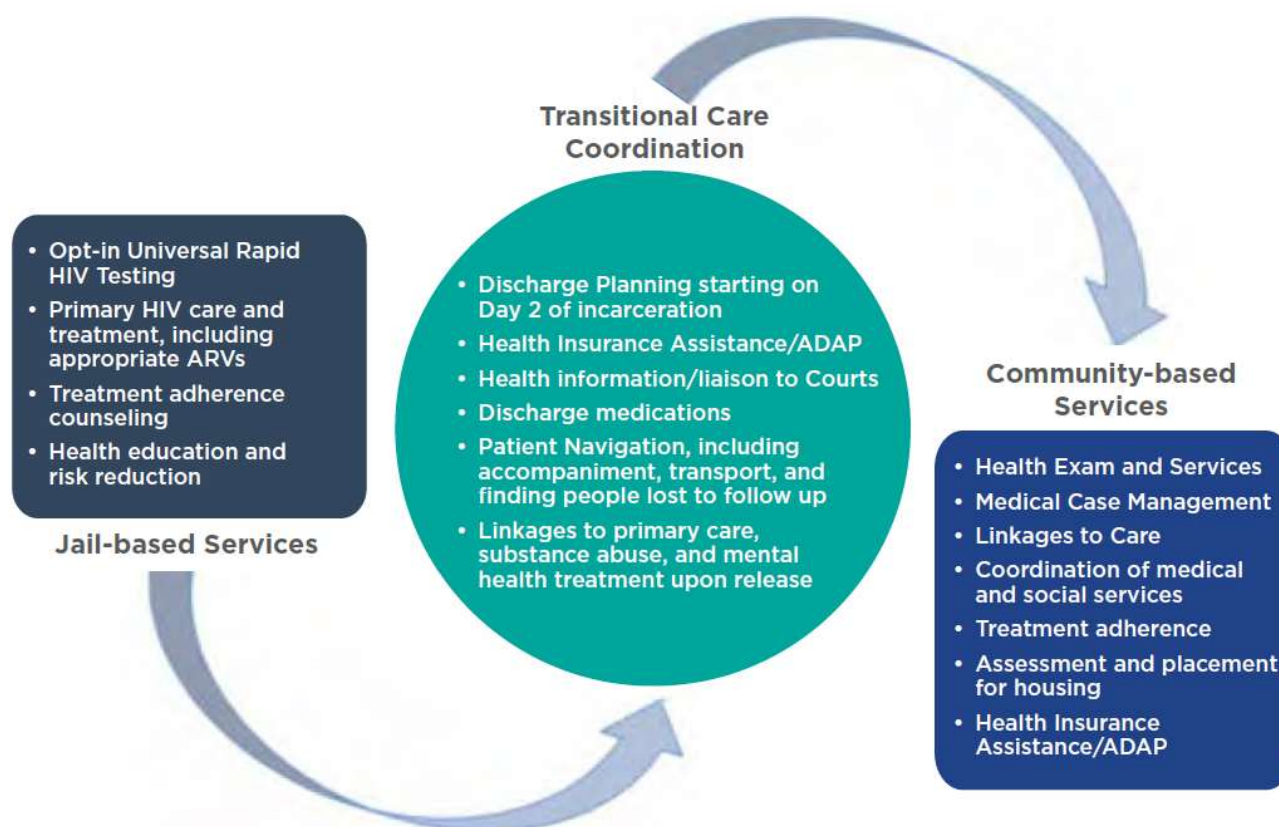 Transitional Care
Coordination
• Opt-in Universal Rapid
HIV Testing
• Primary HIV care and
treatment, including
appropriate ARVs
• Treatment adherence
counseling
• Health education and
risk reduction
Jail-based Services
• Discharge Planning starting on
Day 2 of incarceration
• Health Insurance Assistance/ADAP
• Health information/liaison to Courts
• Discharge medications
• Patient Navigation, including
accompaniment, transport, and
finding people lost to follow up
• Linkages to primary care,
substance abuse, and mental
health treatment upon release
Community-based
Services
• Health Exam and Services
• Medical Case Management
• Linkages to Care
• Coordination of medical
and social services
• Treatment adherence
• Assessment and placement
for housing
• Health Insurance
Assistance/ADAP